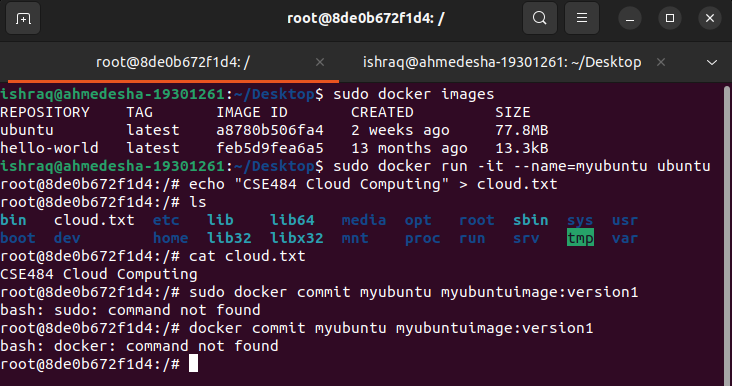 root@8de0b672f1d4: /
root@8de0b672f1d4: /
ishraq@ahmedesha-19301261: ~/Desktop
ishraq@ahmedesha-19301261:~/Desktop$ sudo docker images
REPOSITORY TAG IMAGE ID CREATED SIZE
ubuntu latest a8780b506fa4 2 weeks ago 77.8MB
hello-world latest feb5d9fea6a5 13 months ago 13.3kB
ishraq@ahmedesha-19301261:~/Desktop$ sudo docker run -it --name=myubuntu ubuntu
root@8de0b672f1d4:/# echo "CSE484 Cloud Computing" > cloud.txt
root@8de0b672f1d4:/# ls
bin cloud.txt etc lib lib64 media opt root sbin sys usr
boot dev home lib32 libx32 mnt proc run srv tmp var
root@8de0b672f1d4:/# cat cloud.txt
CSE484 Cloud Computing
root@8de0b672f1d4:/# sudo docker commit myubuntu myubuntuimage:version1
bash: sudo: command not found
root@8de0b672f1d4:/# docker commit myubuntu myubuntuimage:version1
bash: docker: command not found
root@8de0b672f1d4:/#